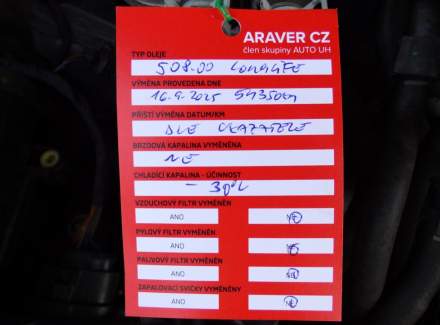 ARAVER CZ
člen skupiny AUTO UH
TYP OLEJE
508.00 LONGLIFE
VÝMĚNA PROVEDENA DNE
16.9.2025 54350km
PŘÍŠTÍ VÝMĚNA DATUM/KM
DLE UKAZATELE
BRZDOVÁ KAPALINA VYMĚNĚNA
NE
CHLADÍCÍ KAPALINA - ÚČINNOST
- 30°C
VZDUCHOVÝ FILTR VYMĚNĚN
ANO NE
PYLOVÝ FILTR VYMĚNĚN
ANO NE
PALIVOVÝ FILTR VYMĚNĚN
ANO NE
ZAPALOVACÍ SVÍČKY VYMĚNĚNY
ANO NE